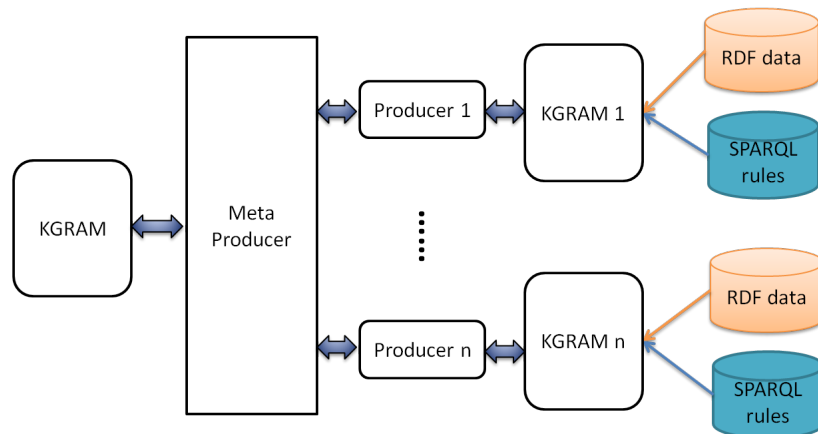 KGRAM
Meta
Producer
Producer 1
KGRAM 1
RDF data
SPARQL
rules
Producer n
KGRAM n
RDF data
SPARQL
rules